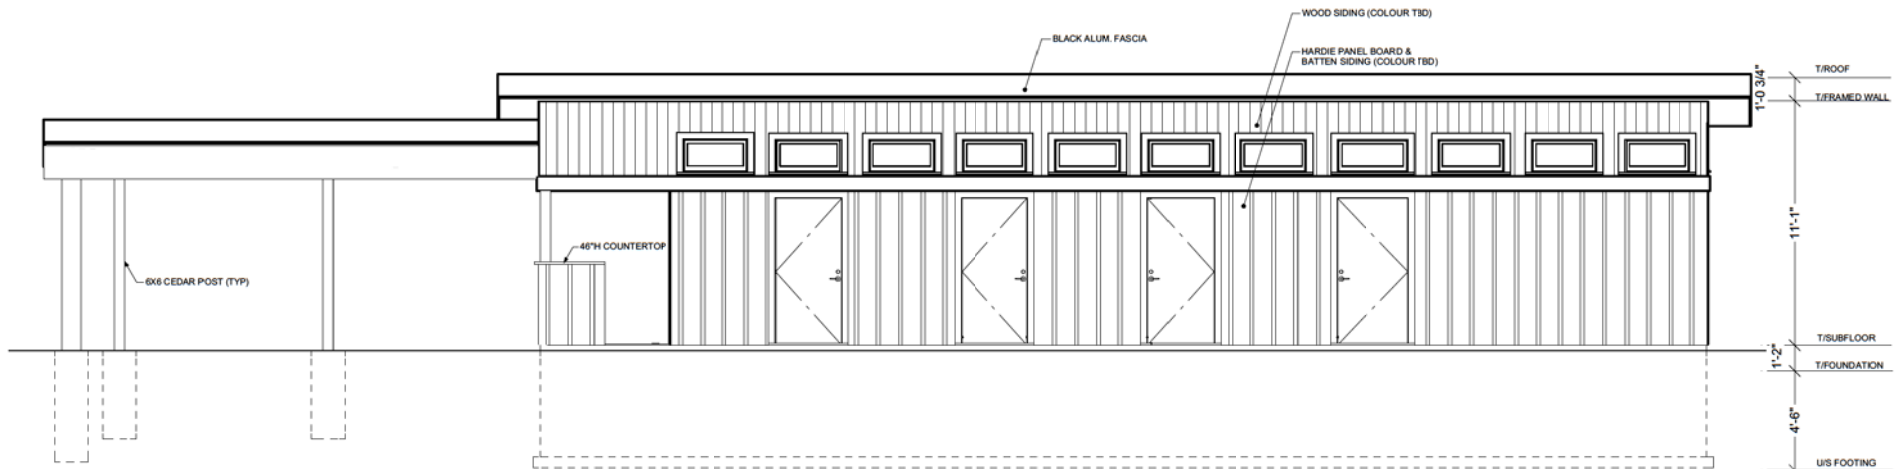 WOOD SIDING (COLOUR TBD)
BLACK ALUM. FASCIA
HARDIE PANEL BOARD &
BATTEN SIDING (COLOUR TBD)
T/ROOF
1'-0 3/4"
T/FRAMED WALL
11'-1"
46"H COUNTERTOP
6X6 CEDAR POST (TYP)
T/SUBFLOOR
1'-2"
T/FOUNDATION
4'-6"
U/S FOOTING